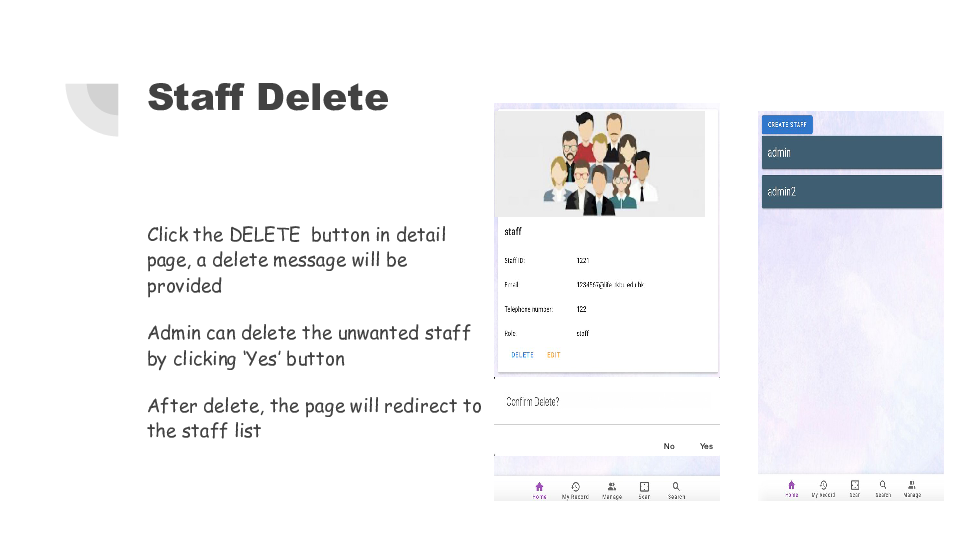 Staff Delete
Click the DELETE button in detail
page, a delete message will be
provided
Admin can delete the unwanted staff
by clicking ‘Yes’ button
After delete, the page will redirect to
the staff list
staff
Staff ID: 1221
Email:
Telephone number: 122
Role: staff
DELETE EDIT
Confirm Delete?
No Yes
Home My Record Manage Scan Search
CREATE STAFF
admin
admin2
Home My Record Scan Search Manage